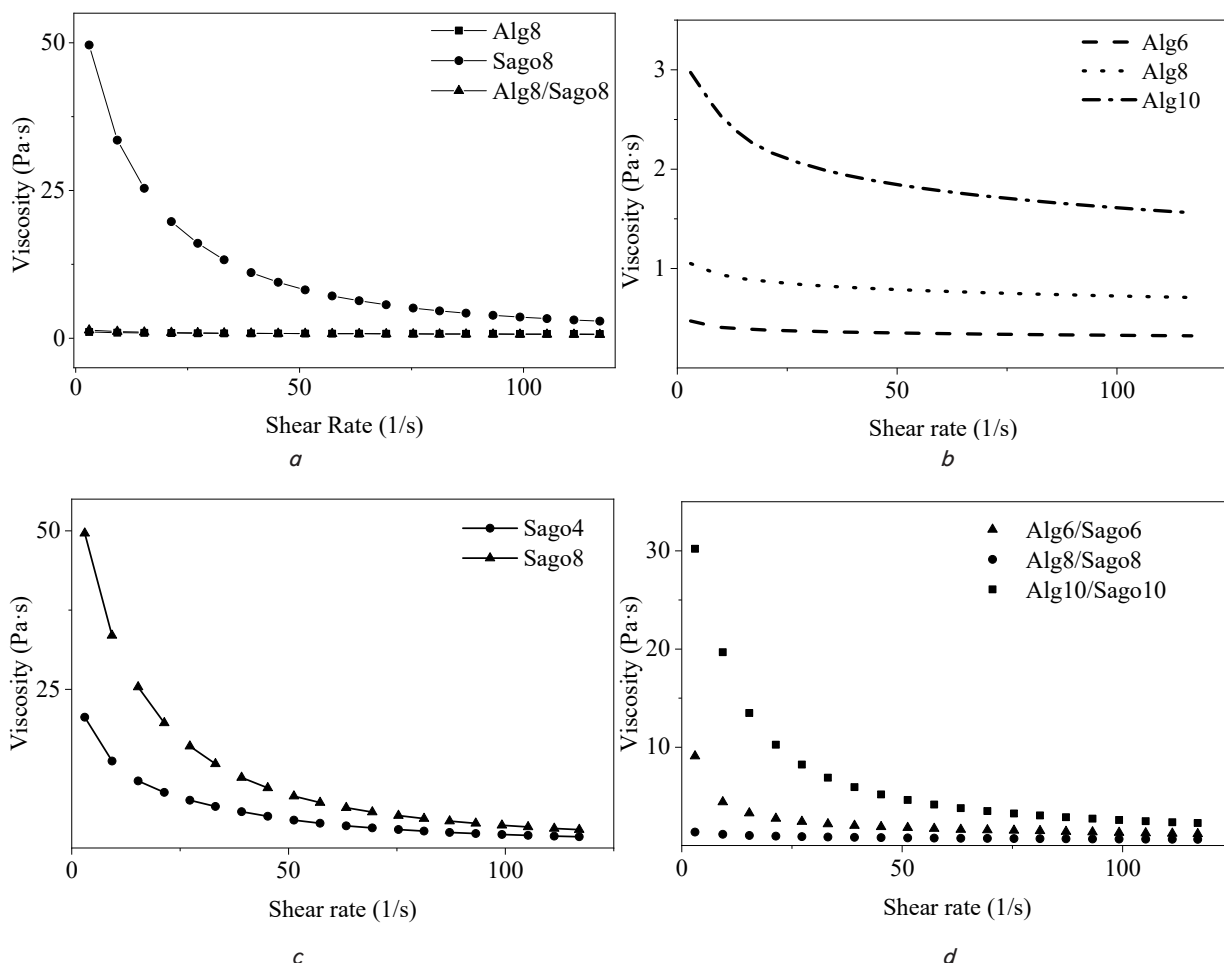 50
25
0
0
50
100
Viscosity (Pa·s)
Shear Rate (1/s)
Alg8
Sago8
Alg8/Sago8
a
3
2
1
0
50
100
Viscosity (Pa·s)
Shear rate (1/s)
Alg6
Alg8
Alg10
b
50
25
0
50
100
Viscosity (Pa·s)
Shear rate (1/s)
Sago4
Sago8
c
30
20
10
0
50
100
Viscosity (Pa·s)
Shear rate (1/s)
Alg6/Sago6
Alg8/Sago8
Alg10/Sago10
d